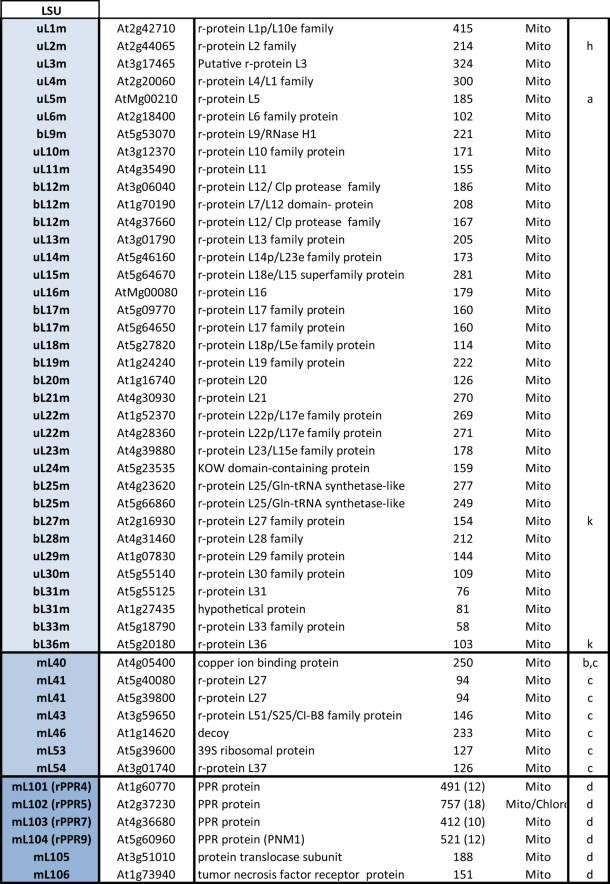 LSU
uL1m At2g42710 r-protein L1p/L10e family 415 Mito
uL2m At2g44065 r-protein L2 family 214 Mito h
uL3m At3g17465 Putative r-protein L3 324 Mito
uL4m At2g20060 r-protein L4/L1 family 300 Mito
uL5m AtMg00210 r-protein L5 185 Mito a
uL6m At2g18400 r-protein L6 family protein 102 Mito
bL9m At5g53070 r-protein L9/RNase H1 221 Mito
uL10m At3g12370 r-protein L10 family protein 171 Mito
uL11m At4g35490 r-protein L11 155 Mito
bL12m At3g06040 r-protein L12/ Clp protease family 186 Mito
bL12m At1g70190 r-protein L7/L12 domain- protein 208 Mito
bL12m At4g37660 r-protein L12/ Clp protease family 167 Mito
uL13m At3g01790 r-protein L13 family protein 205 Mito
uL14m At5g46160 r-protein L14p/L23e family protein 173 Mito
uL15m At5g64670 r-protein L18e/L15 superfamily protein 281 Mito
uL16m AtMg00080 r-protein L16 179 Mito
bL17m At5g09770 r-protein L17 family protein 160 Mito
bL17m At5g64650 r-protein L17 family protein 160 Mito
uL18m At5g27820 r-protein L18p/L5e family protein 114 Mito
bL19m At1g24240 r-protein L19 family protein 222 Mito
bL20m At1g16740 r-protein L20 126 Mito
bL21m At4g30930 r-protein L21 270 Mito
uL22m At1g52370 r-protein L22p/L17e family protein 269 Mito
uL22m At4g28360 r-protein L22p/L17e family protein 271 Mito
uL23m At4g39880 r-protein L23/L15e family protein 178 Mito
uL24m At5g23535 KOW domain-containing protein 159 Mito
bL25m At4g23620 r-protein L25/Gln-tRNA synthetase-like 277 Mito
bL25m At5g66860 r-protein L25/Gln-tRNA synthetase-like 249 Mito
bL27m At2g16930 r-protein L27 family protein 154 Mito k
bL28m At4g31460 r-protein L28 family 212 Mito
uL29m At1g07830 r-protein L29 family protein 144 Mito
uL30m At5g55140 r-protein L30 family protein 109 Mito
bL31m At5g55125 r-protein L31 76 Mito
bL31m At1g27435 hypothetical protein 81 Mito
bL33m At5g18790 r-protein L33 family protein 58 Mito
bL36m At5g20180 r-protein L36 103 Mito k
mL40 At4g05400 copper ion binding protein 250 Mito b,c
mL41 At5g40080 r-protein L27 94 Mito c
mL41 At5g39800 r-protein L27 94 Mito c
mL43 At3g59650 r-protein L51/S25/CI-B8 family protein 146 Mito c
mL46 At1g14620 decoy 233 Mito c
mL53 At5g39600 39S ribosomal protein 127 Mito c
mL54 At3g01740 r-protein L37 126 Mito c
mL101 (rPPR4) At1g60770 PPR protein 491 (12) Mito d
mL102 (rPPR5) At2g37230 PPR protein 757 (18) Mito/Chloro d
mL103 (rPPR7) At4g36680 PPR protein 412 (10) Mito d
mL104 (rPPR9) At5g60960 PPR protein (PNM1) 521 (12) Mito d
mL105 At3g51010 protein translocase subunit 188 Mito d
mL106 At1g73940 tumor necrosis factor receptor protein 151 Mito d